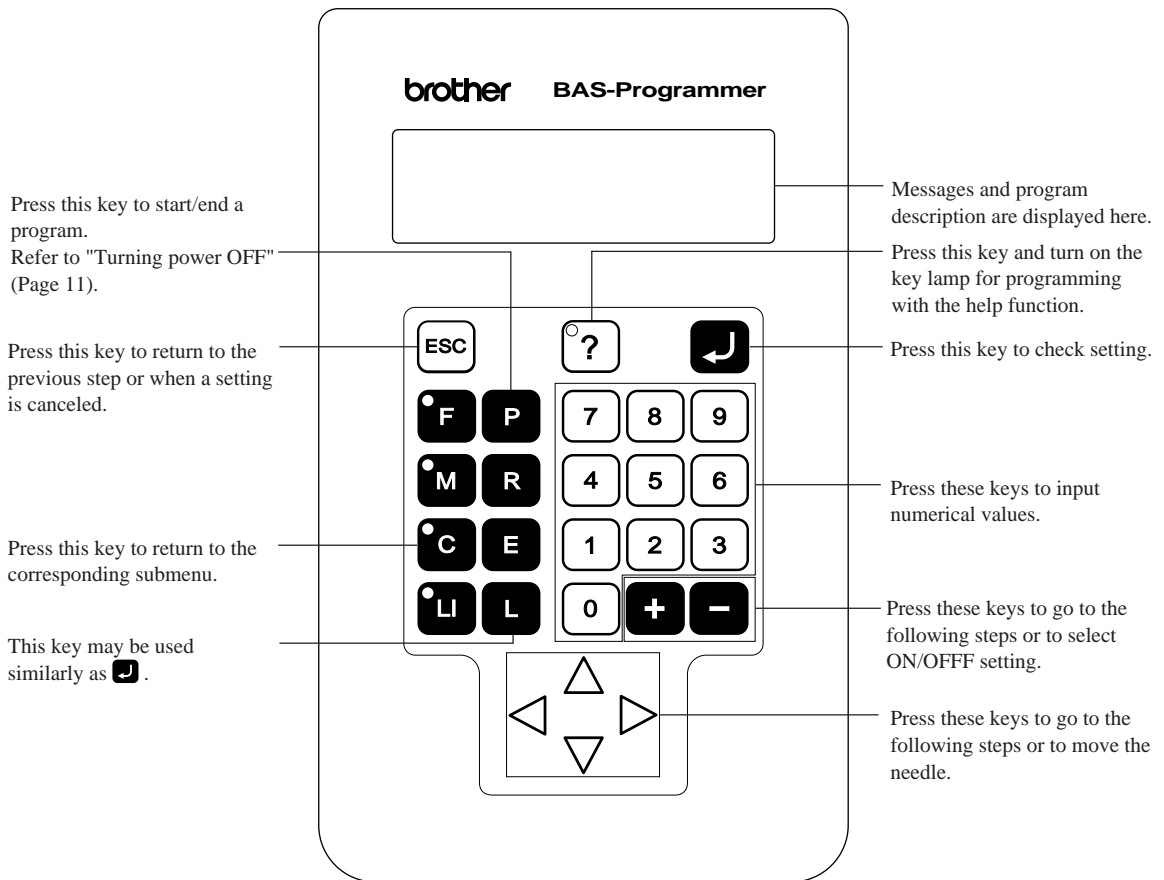 brother BAS-Programmer
Press this key to start/end a
program.
Refer to "Turning power OFF"
(Page 11).
Press this key to return to the
previous step or when a setting
is canceled.
Press this key to return to the
corresponding submenu.
This key may be used
similarly as ↵ .
ESC ? ↵
F P 7 8 9
M R 4 5 6
C E 1 2 3
LI L 0 + −
Messages and program
description are displayed here.
Press this key and turn on the
key lamp for programming
with the help function.
Press this key to check setting.
Press these keys to input
numerical values.
Press these keys to go to the
following steps or to select
ON/OFFF setting.
Press these keys to go to the
following steps or to move the
needle.